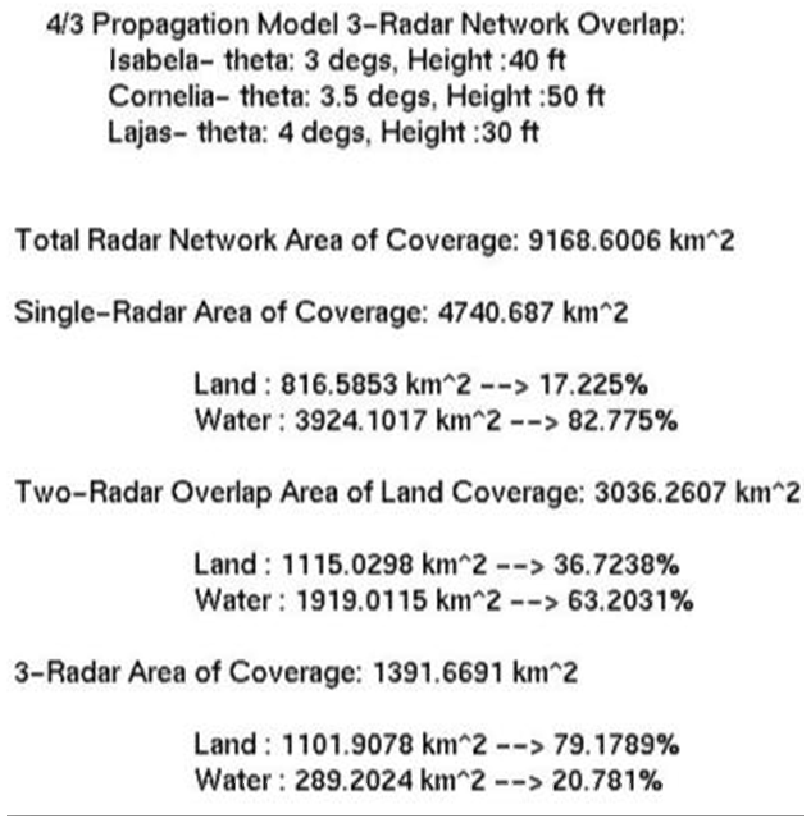 4/3 Propagation Model 3-Radar Network Overlap:
Isabela- theta: 3 degs, Height :40 ft
Cornelia- theta: 3.5 degs, Height :50 ft
Lajas- theta: 4 degs, Height :30 ft
Total Radar Network Area of Coverage: 9168.6006 km^2
Single-Radar Area of Coverage: 4740.687 km^2
Land : 816.5853 km^2 --> 17.225%
Water : 3924.1017 km^2 --> 82.775%
Two-Radar Overlap Area of Land Coverage: 3036.2607 km^2
Land : 1115.0298 km^2 --> 36.7238%
Water : 1919.0115 km^2 --> 63.2031%
3-Radar Area of Coverage: 1391.6691 km^2
Land : 1101.9078 km^2 --> 79.1789%
Water : 289.2024 km^2 --> 20.781%